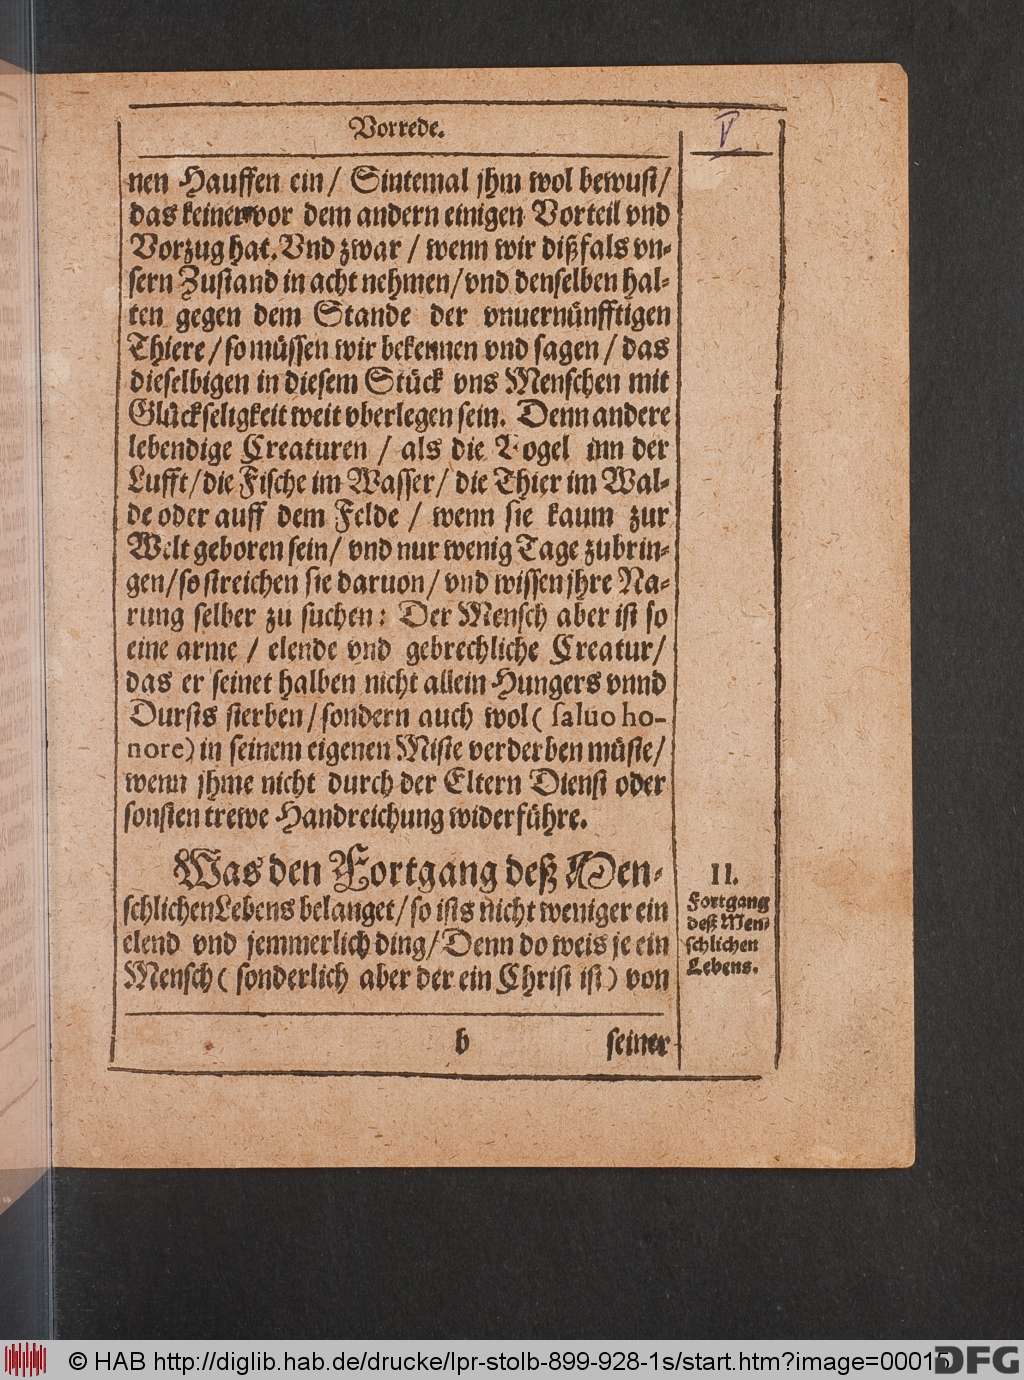 Vorrede.
V
nen Hauffen ein/ Sintemal jhm wol bewust/
das keiner vor dem andern einigen Vorteil vnd
Vorzug hat. Vnd zwar / wenn wir dißfals vn-
sern Zustand in acht nehmen/ vnd denselben hal-
ten gegen dem Stande der vnuernünfftigen
Thiere / so müssen wir bekennen vnd sagen / das
dieselbigen in diesem Stück vns Menschen mit
Glückseligkeit weit vberlegen sein. Denn andere
lebendige Creaturen / als die Vogel inn der
Lufft/ die Fische im Wasser/ die Thier im Wal-
de oder auff dem Felde / wenn sie kaum zur
Welt geboren sein/ vnd nur wenig Tage zubrin-
gen/ so streichen sie daruon/ vnd wissen jhre Na-
rung selber zu suchen: Der Mensch aber ist so
eine arme / elende vnd gebrechliche Creatur/
das er seinet halben nicht allein Hungers vnnd
Dursts sterben/ sondern auch wol ( saluo ho-
nore) in seinem eigenen Miste verderben müste/
wenn jhme nicht durch der Eltern Dienst oder
sonsten trewe Handreichung widerführe.
Was den Fortgang deß Men-
schlichen Lebens belanget/ so ists nicht weniger ein
elend vnd jemmerlich ding/ Denn do weis je ein
Mensch ( sonderlich aber der ein Christ ist) von
II.
Fortgang
deß Men-
schlichen
Lebens.
b seiner
© HAB http://diglib.hab.de/drucke/lpr-stolb-899-928-1s/start.htm?image=00015
DFG